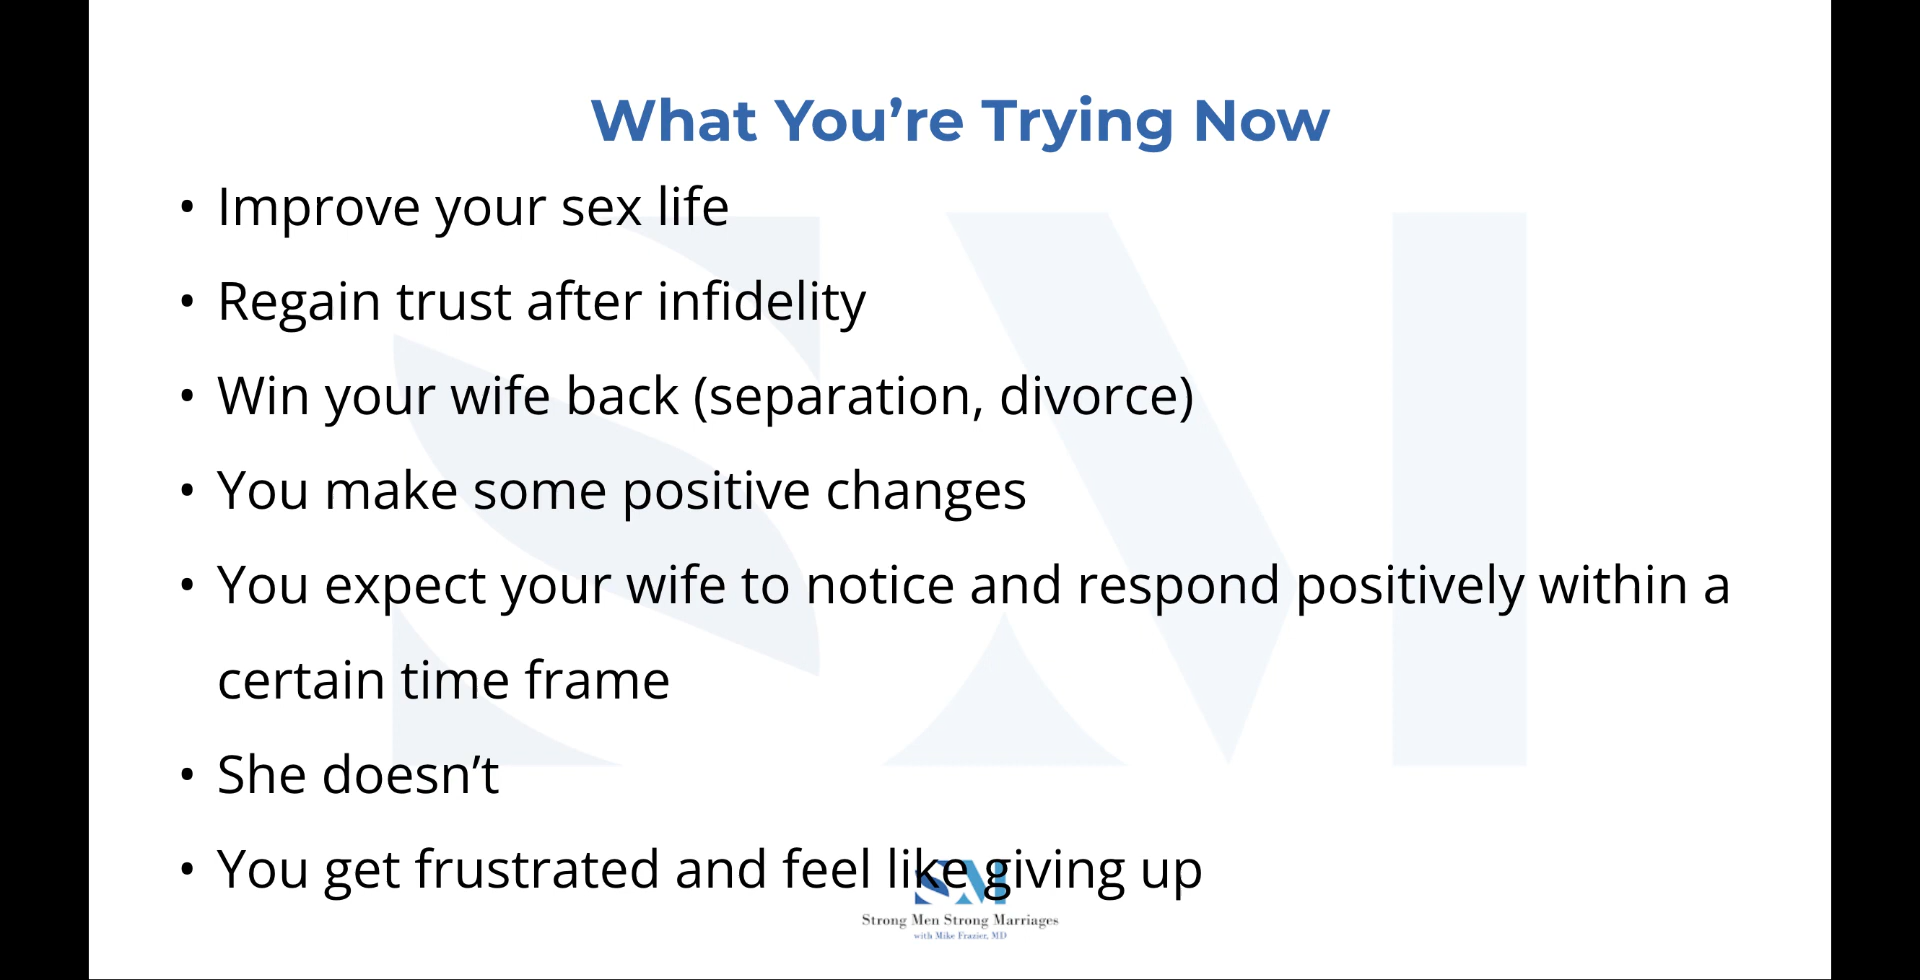 What You’re Trying Now
• Improve your sex life
• Regain trust after infidelity
• Win your wife back (separation, divorce)
• You make some positive changes
• You expect your wife to notice and respond positively within a
certain time frame
• She doesn’t
• You get frustrated and feel like giving up
SM
Strong Men Strong Marriages
with Mike Frazier, MD